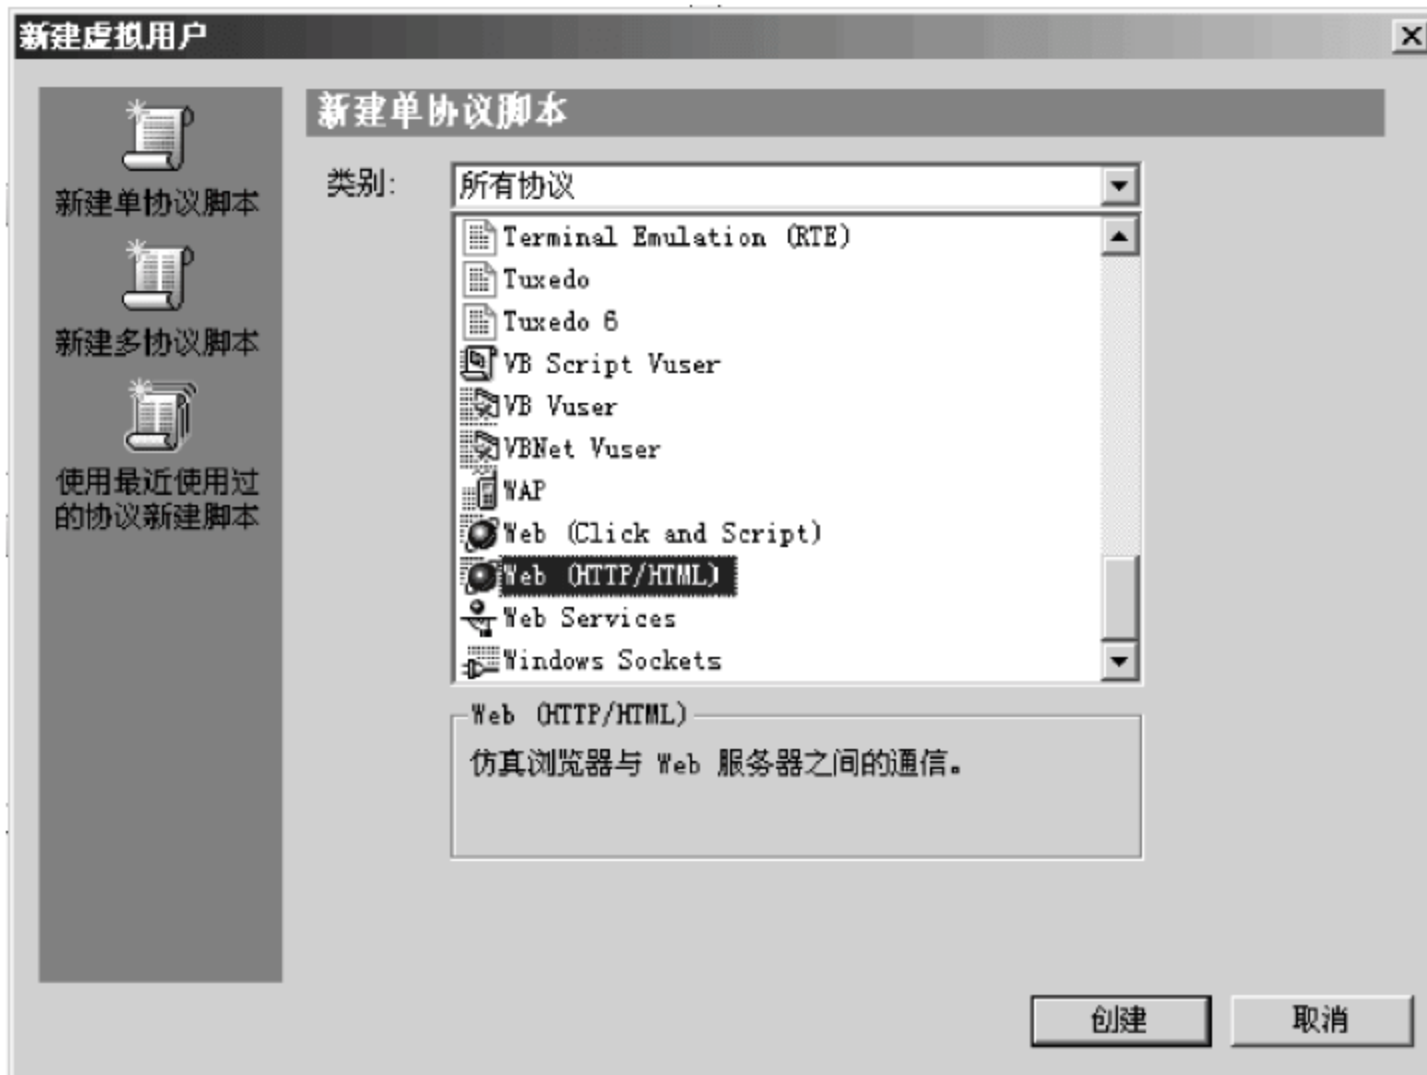 新建虚拟用户
新建单协议脚本
新建多协议脚本
使用最近使用过
的协议新建脚本
新建单协议脚本
类别:
所有协议
Terminal Emulation (RTE)
Tuxedo
Tuxedo 6
VB Script Vuser
VB Vuser
VBNet Vuser
WAP
Web (Click and Script)
Web (HTTP/HTML)
Web Services
Windows Sockets
Web (HTTP/HTML)
仿真浏览器与 Web 服务器之间的通信。
创建
取消